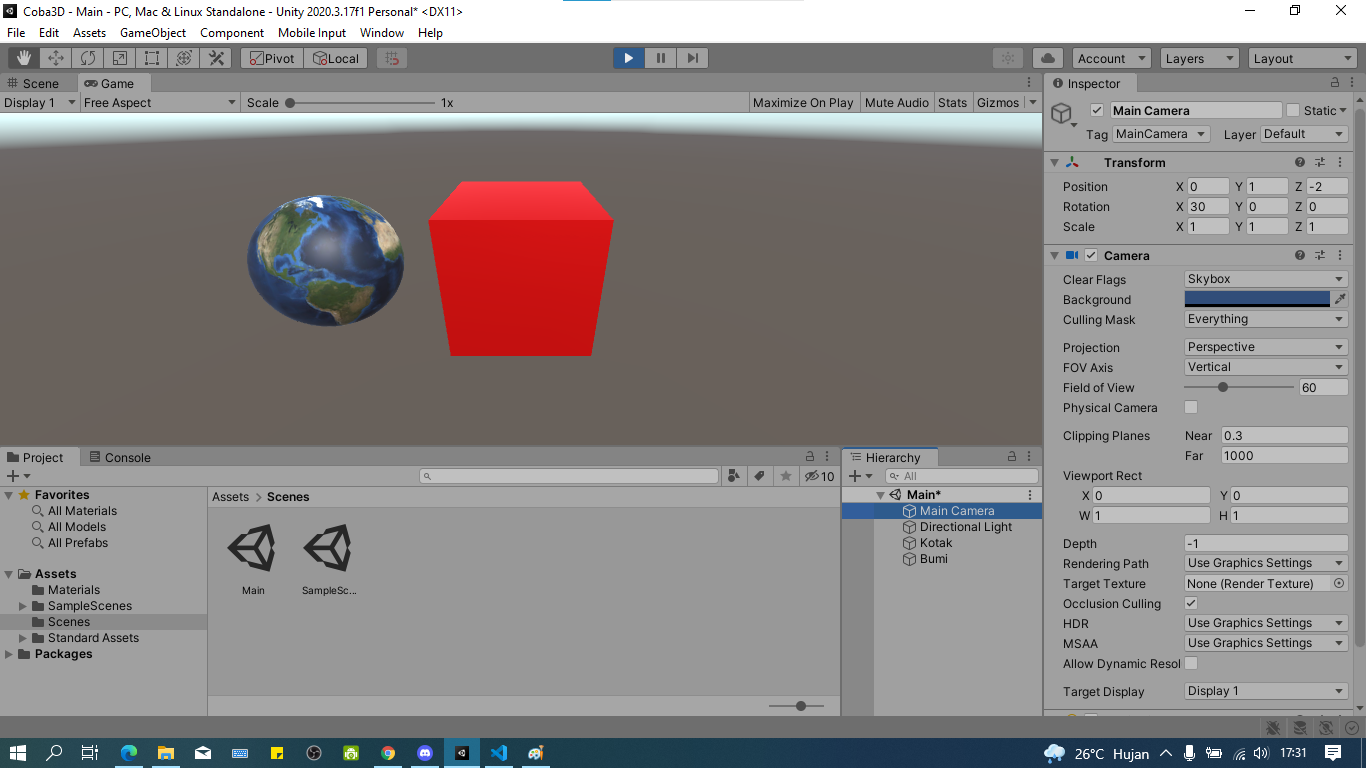 Coba3D - Main - PC, Mac & Linux Standalone - Unity 2020.3.17f1 Personal* <DX11>
File Edit Assets GameObject Component Mobile Input Window Help
Pivot Local Account Layers Layout
Scene Game
Display 1 Free Aspect Scale 1x Maximize On Play Mute Audio Stats Gizmos
Inspector
Main Camera Static
Tag MainCamera Layer Default
Transform
Position X 0 Y 1 Z -2
Rotation X 30 Y 0 Z 0
Scale X 1 Y 1 Z 1
Camera
Clear Flags Skybox
Background
Culling Mask Everything
Projection Perspective
FOV Axis Vertical
Field of View 60
Physical Camera
Clipping Planes Near 0.3
Far 1000
Viewport Rect
X 0 Y 0
W 1 H 1
Depth -1
Rendering Path Use Graphics Settings
Target Texture None (Render Texture)
Occlusion Culling
HDR Use Graphics Settings
MSAA Use Graphics Settings
Allow Dynamic Resol
Target Display Display 1
Project Console
10
Favorites
All Materials
All Models
All Prefabs
Assets
Materials
SampleScenes
Scenes
Standard Assets
Packages
Assets > Scenes
Main SampleSc...
Hierarchy
All
Main*
Main Camera
Directional Light
Kotak
Bumi
26°C Hujan 17:31